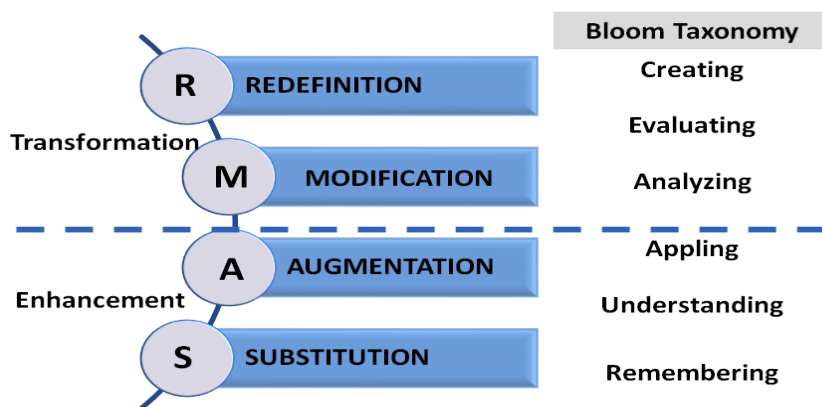 Bloom Taxonomy
R REDEFINITION
Creating
Evaluating
Transformation
M MODIFICATION
Analyzing
A AUGMENTATION
Appling
Enhancement
Understanding
S SUBSTITUTION
Remembering